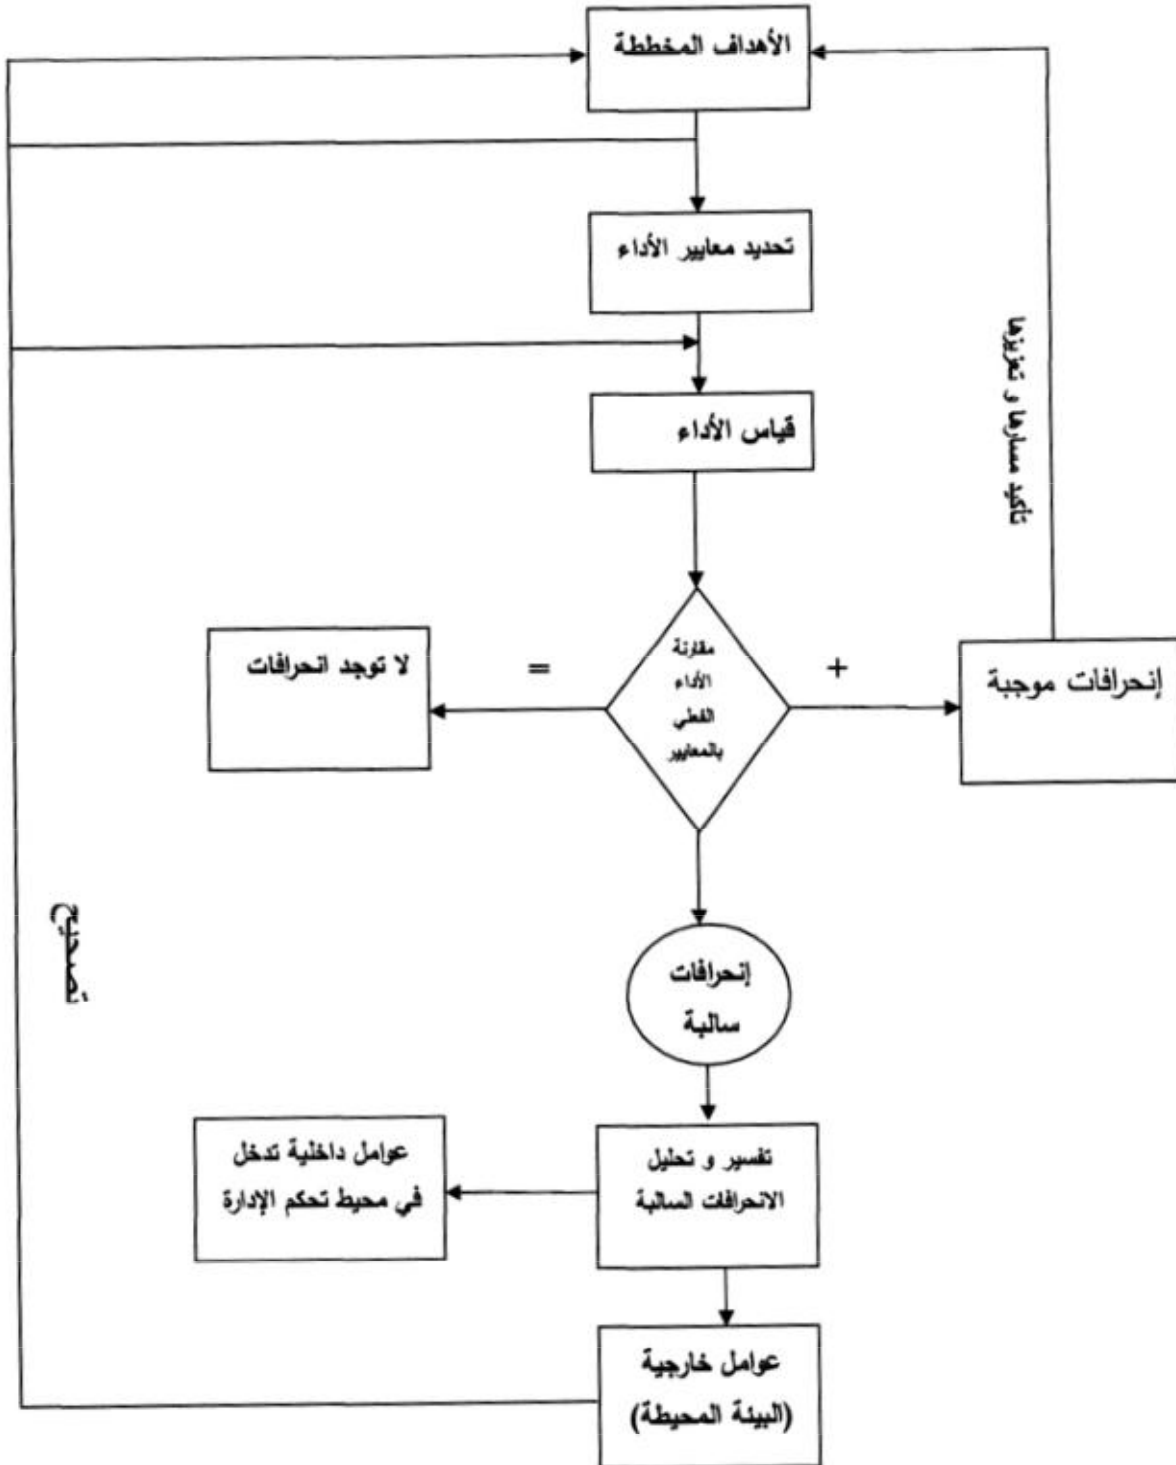 الأهداف المخططة
تحديد معايير الأداء
قياس الأداء
تأكيد مسارها و تعزيزها
مقارنة
الأداء
الفعلي
بالمعايير
=
+
لا توجد انحرافات
إنحرافات موجبة
تصحيح
إنحرافات
سالبة
تفسير و تحليل
الانحرافات السالبة
عوامل داخلية تدخل
في محيط تحكم الإدارة
عوامل خارجية
(البيئة المحيطة)